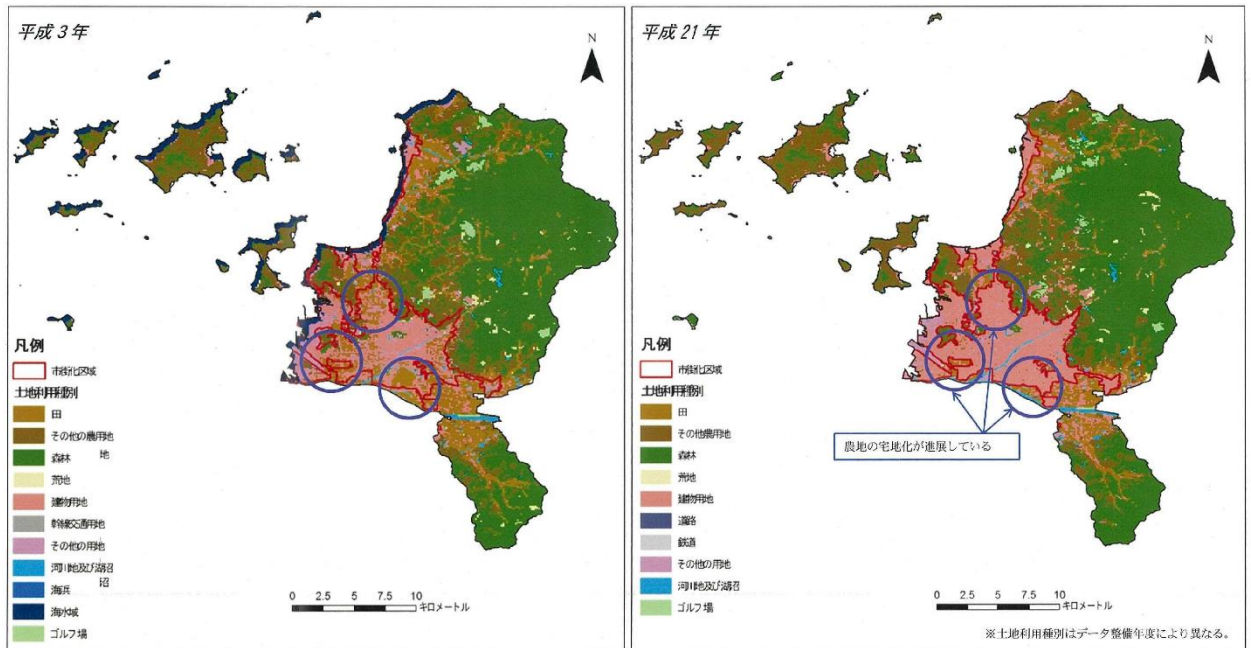 平成3年
N
凡例
市街化区域
土地利用種別
田
その他の農用地
地
森林
荒地
建物用地
幹線交通用地
その他の用地
河川地及び湖沼
沼
海浜
海水域
ゴルフ場
0 2.5 5 7.5 10
キロメートル
平成21年
N
農地の宅地化が進展している
凡例
市街化区域
土地利用種別
田
その他農用地
森林
荒地
建物用地
道路
鉄道
その他の用地
河川地及び湖沼
ゴルフ場
0 2.5 5 7.5 10
キロメートル
※土地利用種別はデータ整備年度により異なる。